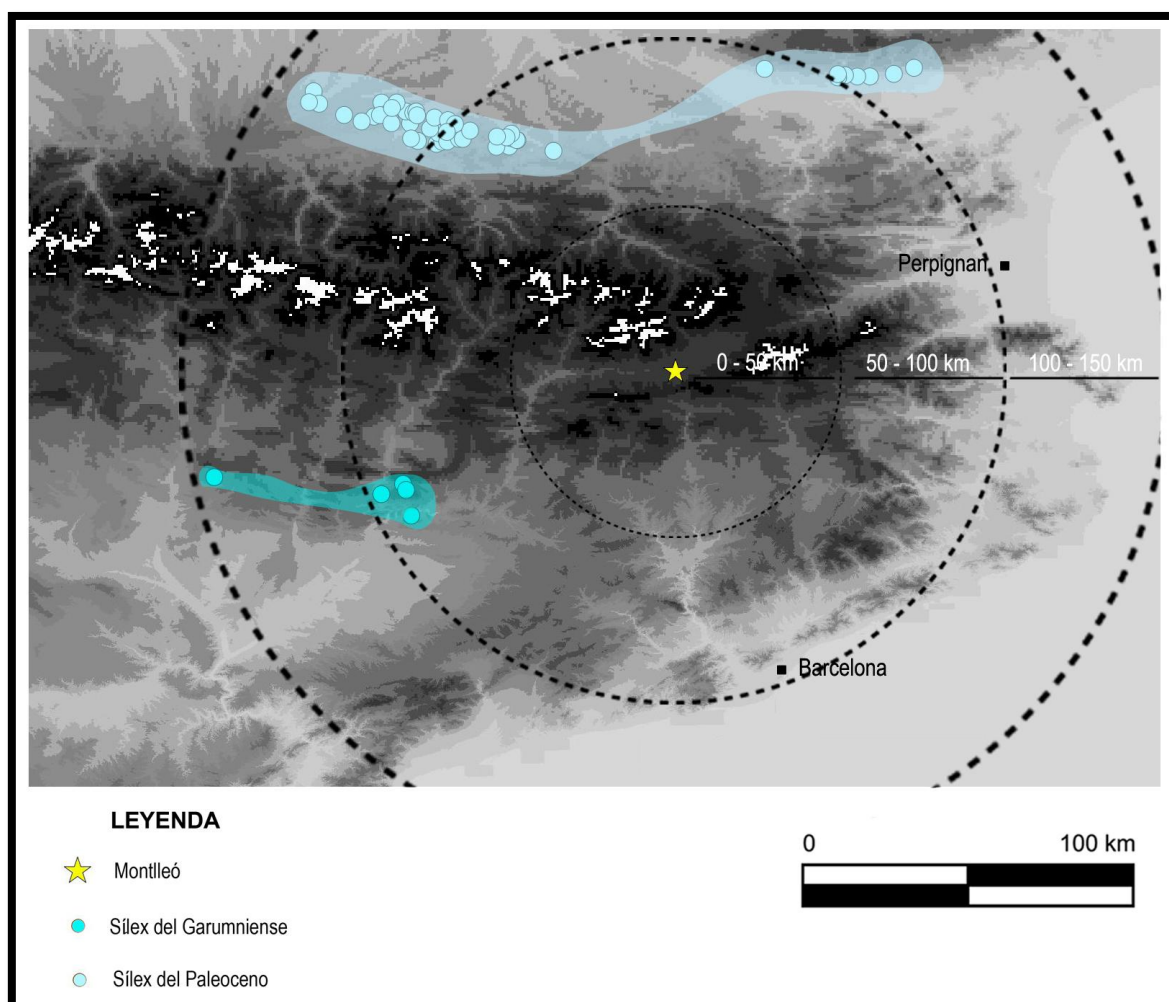 Perpignan
0 - 50 km
50 - 100 km
100 - 150 km
Barcelona
LEYENDA
Montlleó
Sílex del Garumniense
Sílex del Paleoceno
0
100 km